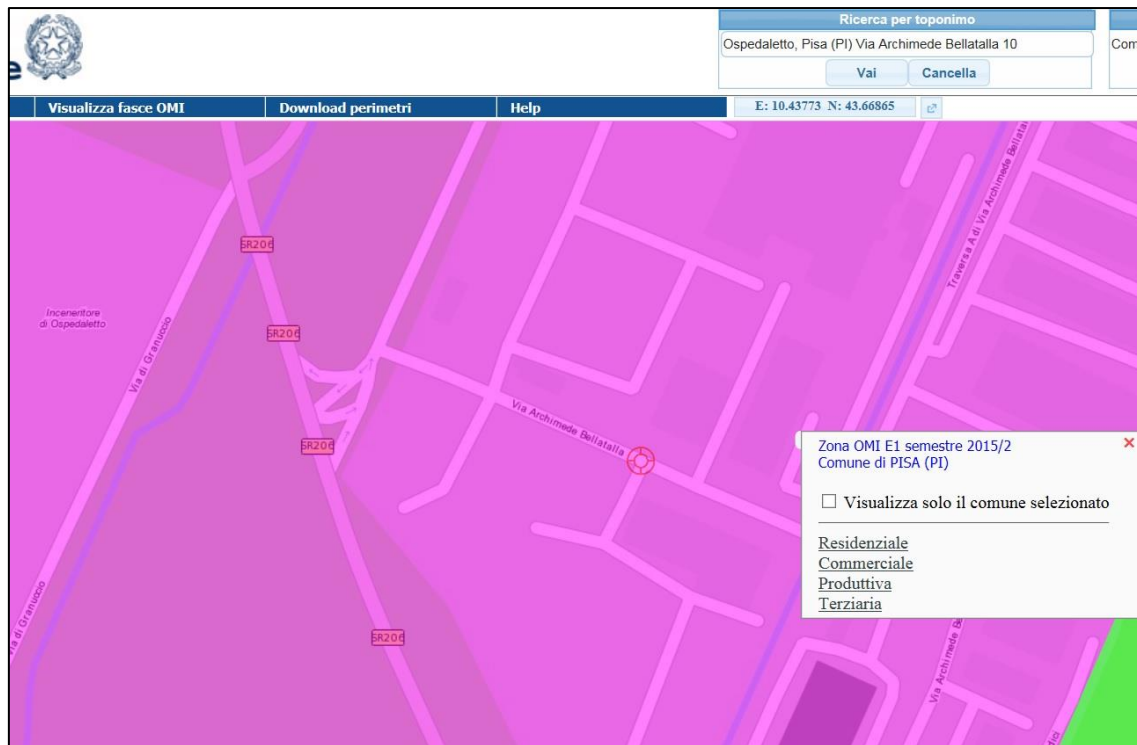 Ricerca per toponimo
Ospedaletto, Pisa (PI) Via Archimede Bellatalla 10
Com
Vai
Cancella
e
Visualizza fasce OMI
Download perimetri
Help
E: 10.43773 N: 43.66865
SR206
Traversa A di Via Archimede Bellatal
Inceneritore
di Ospedaletto
SR206
Via di Granuccio
Via Archimede Bellatalla
SR206
Zona OMI E1 semestre 2015/2
Comune di PISA (PI)
Visualizza solo il comune selezionato
Residenziale
Commerciale
Produttiva
Terziaria
Via di Granuccio
SR206
Via Archimede Be
dici